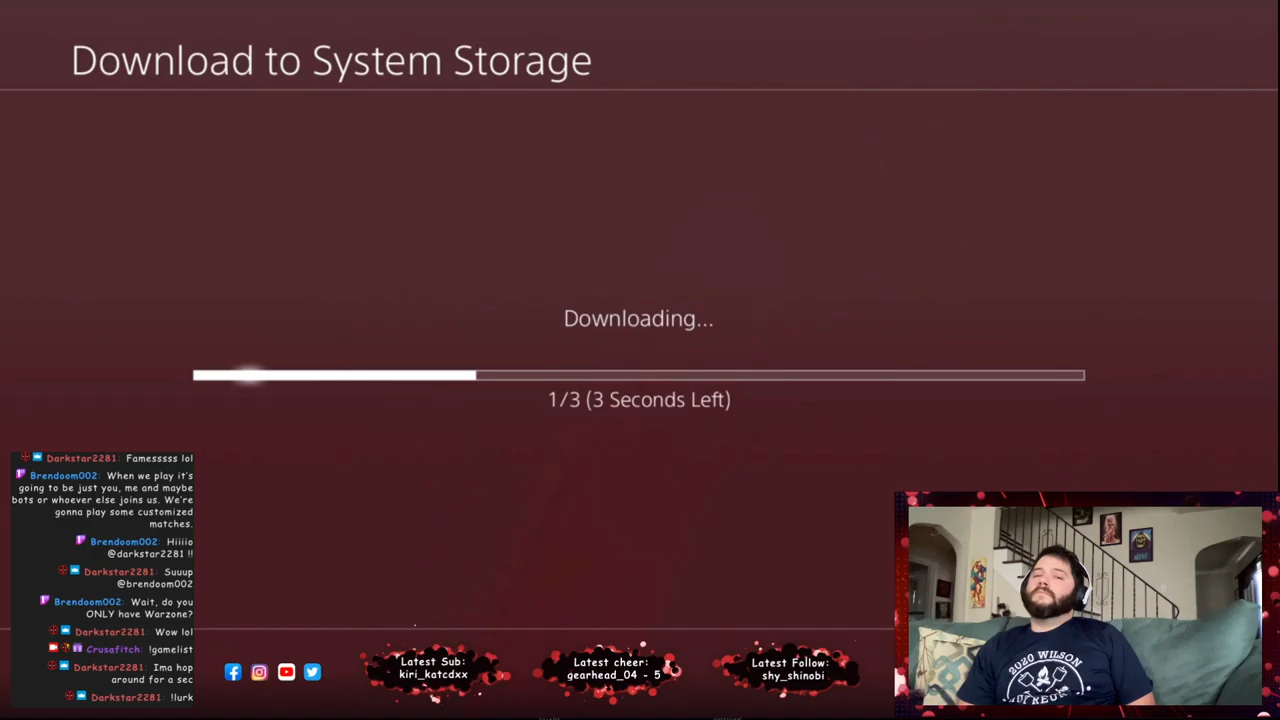 Download to System Storage
Downloading...
1/3 (3 Seconds Left)
Darkstar2281: Famesssss lol
Brendoom002: When we play it's
going to be just you, me and maybe
bots or whoever else joins us. We're
gonna play some customized
matches.
Brendoom002: Hiiiio
@darkstar2281 !!
Darkstar2281: Suuup
@brendoom002
Brendoom002: Wait, do you
ONLY have Warzone?
Darkstar2281: Wow lol
Crusafitch: !gamelist
Darkstar2281: Ima hop
around for a sec
Darkstar2281: !lurk
Latest Sub:
kiri_katcdxx
Latest cheer:
gearhead_04 - 5
Latest Follow:
shy_shinobi
2020 WILSON